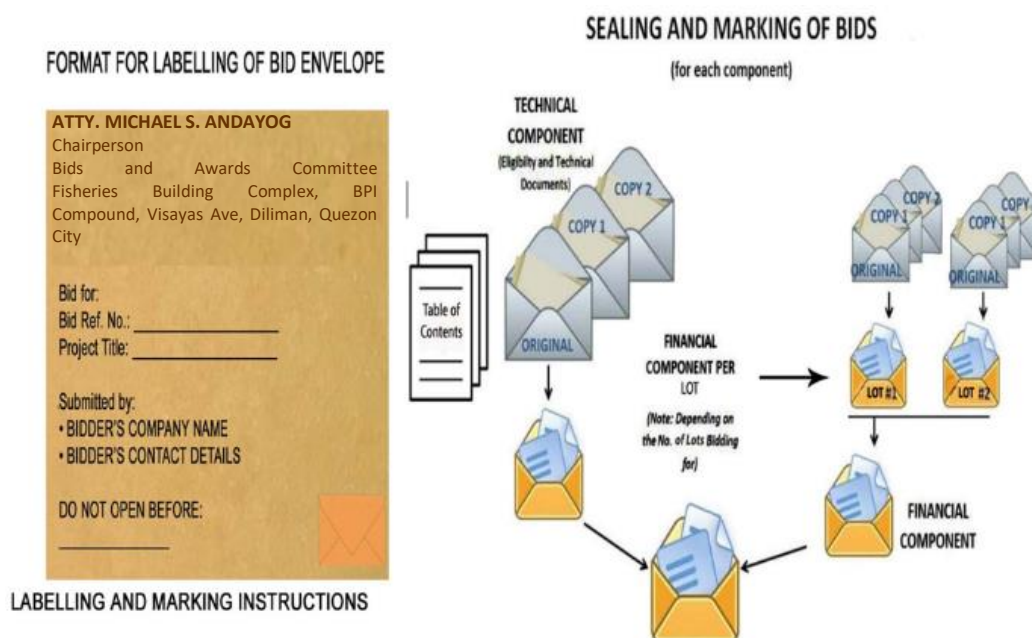 FORMAT FOR LABELLING OF BID ENVELOPE
ATTY. MICHAEL S. ANDAYOG
Chairperson
Bids and Awards Committee
Fisheries Building Complex, BPI
Compound, Visayas Ave, Diliman, Quezon
City
Bid for:
Bid Ref. No.:
Project Title:
Submitted by:
• BIDDER'S COMPANY NAME
• BIDDER'S CONTACT DETAILS
DO NOT OPEN BEFORE:
LABELLING AND MARKING INSTRUCTIONS
SEALING AND MARKING OF BIDS
(for each component)
TECHNICAL
COMPONENT
(Eligibility and Technical
Documents)
COPY 2
COPY 1
ORIGINAL
Table of
Contents
FINANCIAL
COMPONENT PER
LOT
(Note: Depending on
the No. of Lots Bidding
for)
COPY 2
COPY 1
ORIGINAL
COPY
COPY 1
ORIGINAL
LOT #1
LOT #2
FINANCIAL
COMPONENT